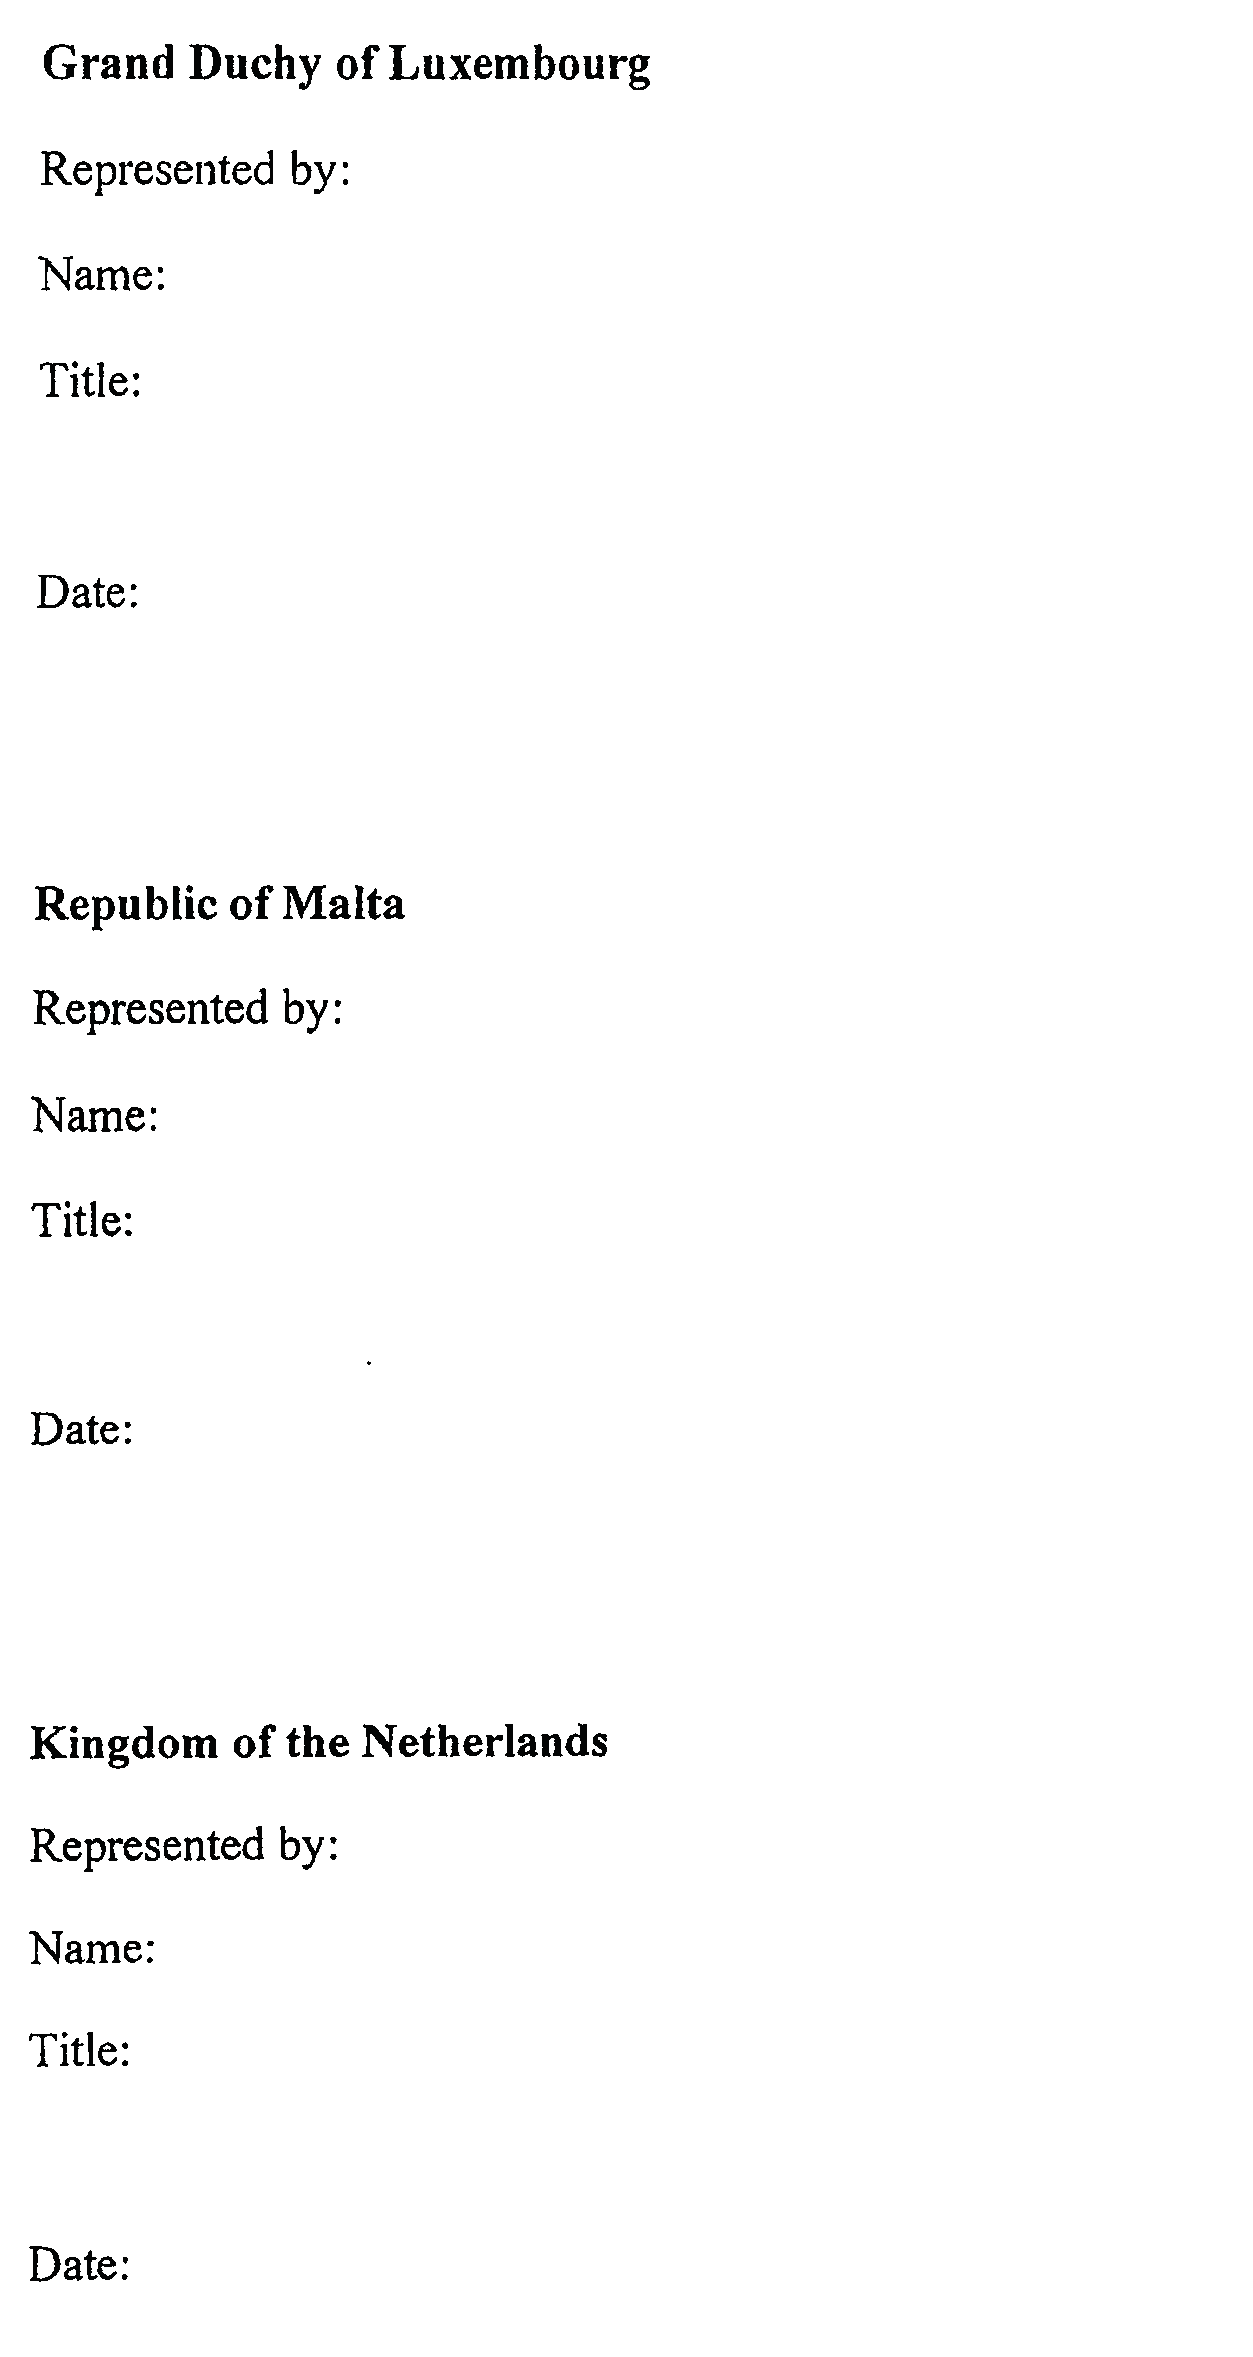 Grand Duchy of Luxembourg
Represented by:
Name:
Title:
Date:
Republic of Malta
Represented by:
Name:
Title:
Date:
Kingdom of the Netherlands
Represented by:
Name:
Title:
Date: